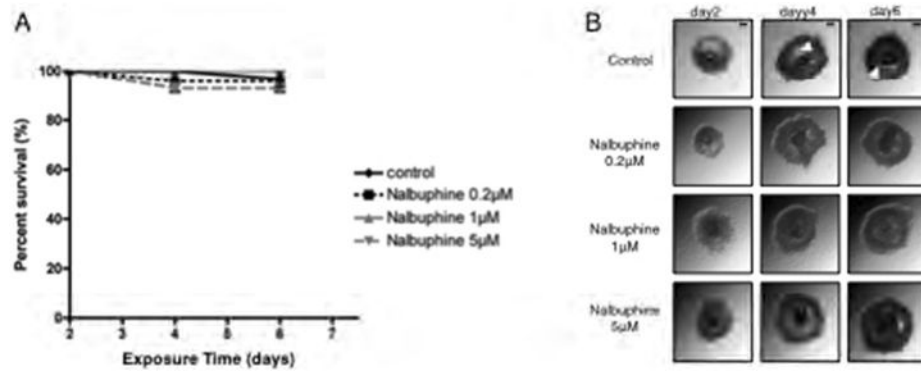 A
Percent survival (%)
100
80
60
40
20
0
2
3
4
5
6
7
Exposure Time (days)
control
Nalbuphine 0.2µM
Nalbuphine 1µM
Nalbuphine 5µM
B
day2
dayy4
day6
Control
Nalbuphine
0.2µM
Nalbuphine
1µM
Nalbuphine
5µM